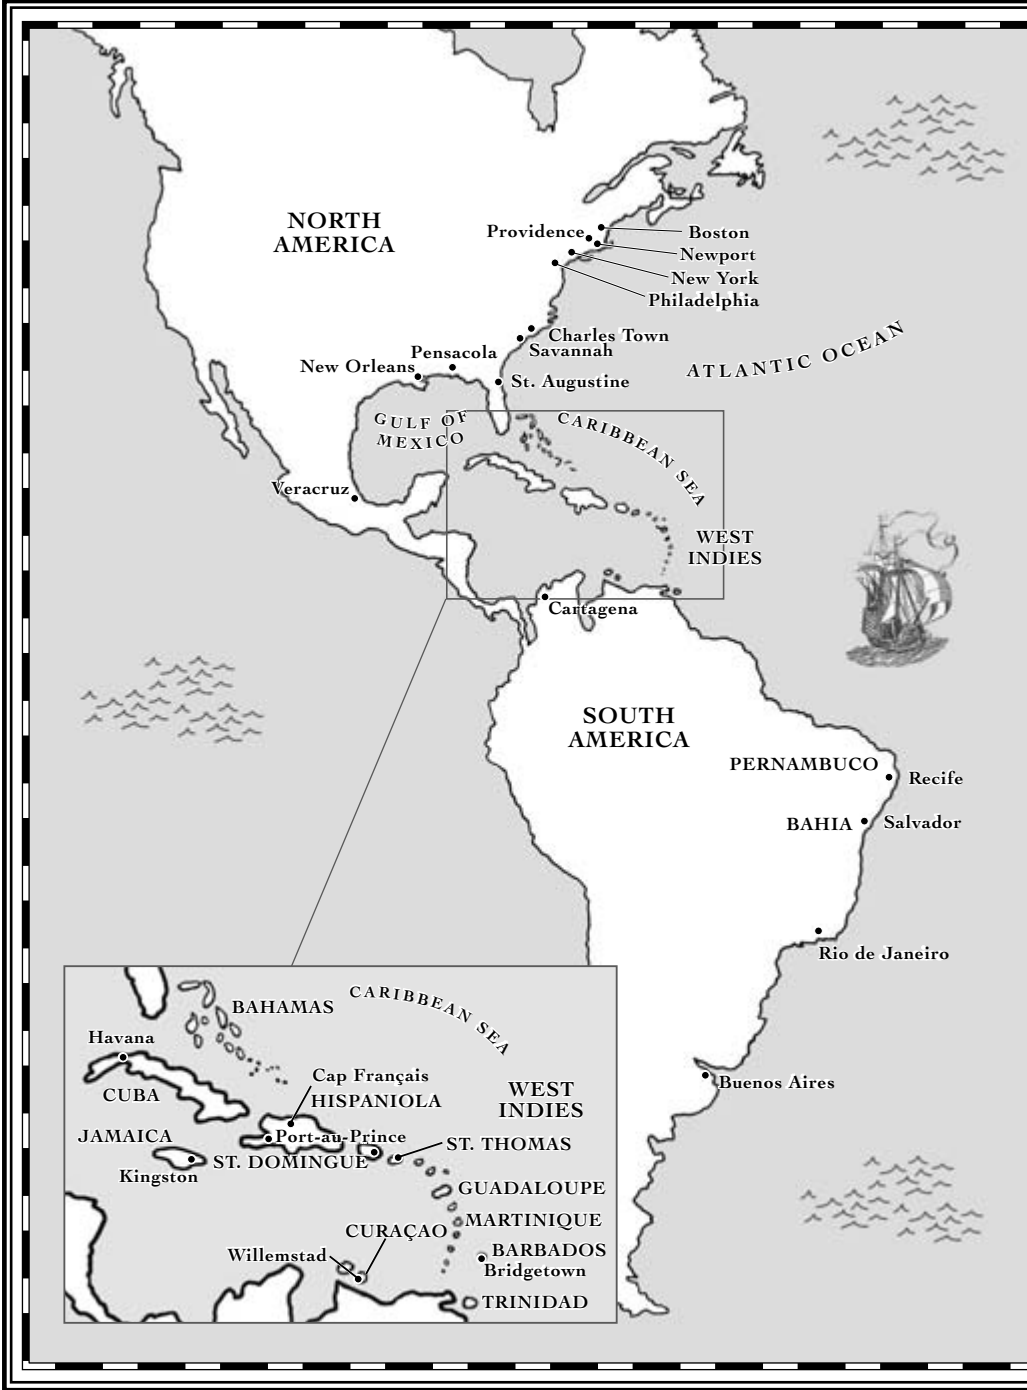 NORTH
AMERICA
Providence
Boston
Newport
New York
Philadelphia
Charles Town
Savannah
Pensacola
New Orleans
St. Augustine
ATLANTIC OCEAN
GULF OF
MEXICO
CARIBBEAN SEA
Veracruz
WEST
INDIES
Cartagena
SOUTH
AMERICA
PERNAMBUCO
Recife
BAHIA
Salvador
Rio de Janeiro
Buenos Aires
CARIBBEAN SEA
BAHAMAS
Havana
CUBA
Cap Français
HISPANIOLA
WEST
INDIES
JAMAICA
Port-au-Prince
ST. THOMAS
Kingston
ST. DOMINGUE
GUADALOUPE
MARTINIQUE
CURAÇAO
Willemstad
BARBADOS
Bridgetown
TRINIDAD